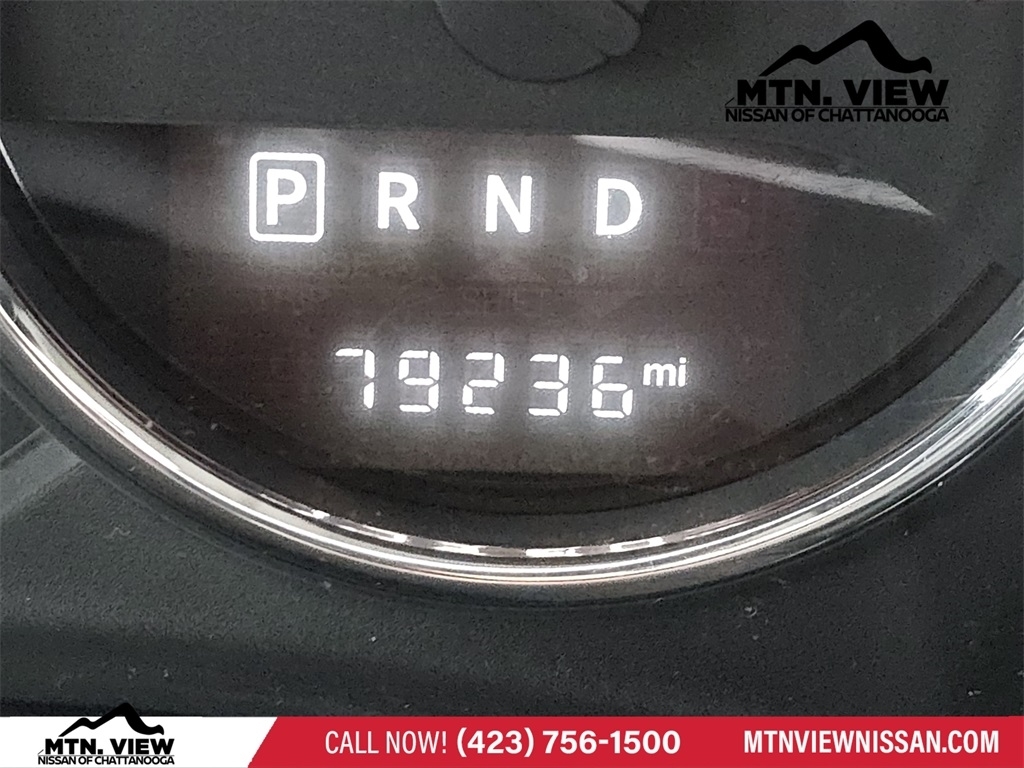 MTN. VIEW
NISSAN OF CHATTANOOGA
P R N D
79236 mi
MTN. VIEW
NISSAN OF CHATTANOOGA
CALL NOW! (423) 756-1500
MTNVIEWNISSAN.COM